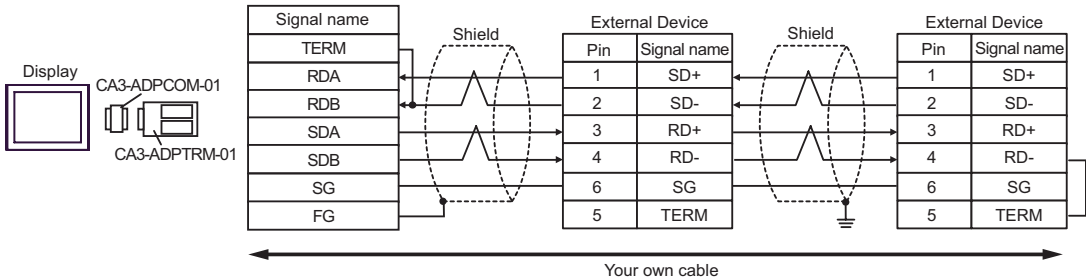 Display
CA3-ADPCOM-01
CA3-ADPTRM-01
Signal name
TERM
RDA
RDB
SDA
SDB
SG
FG
Shield
External Device
Pin Signal name
1 SD+
2 SD-
3 RD+
4 RD-
6 SG
5 TERM
Shield
External Device
Pin Signal name
1 SD+
2 SD-
3 RD+
4 RD-
6 SG
5 TERM
Your own cable